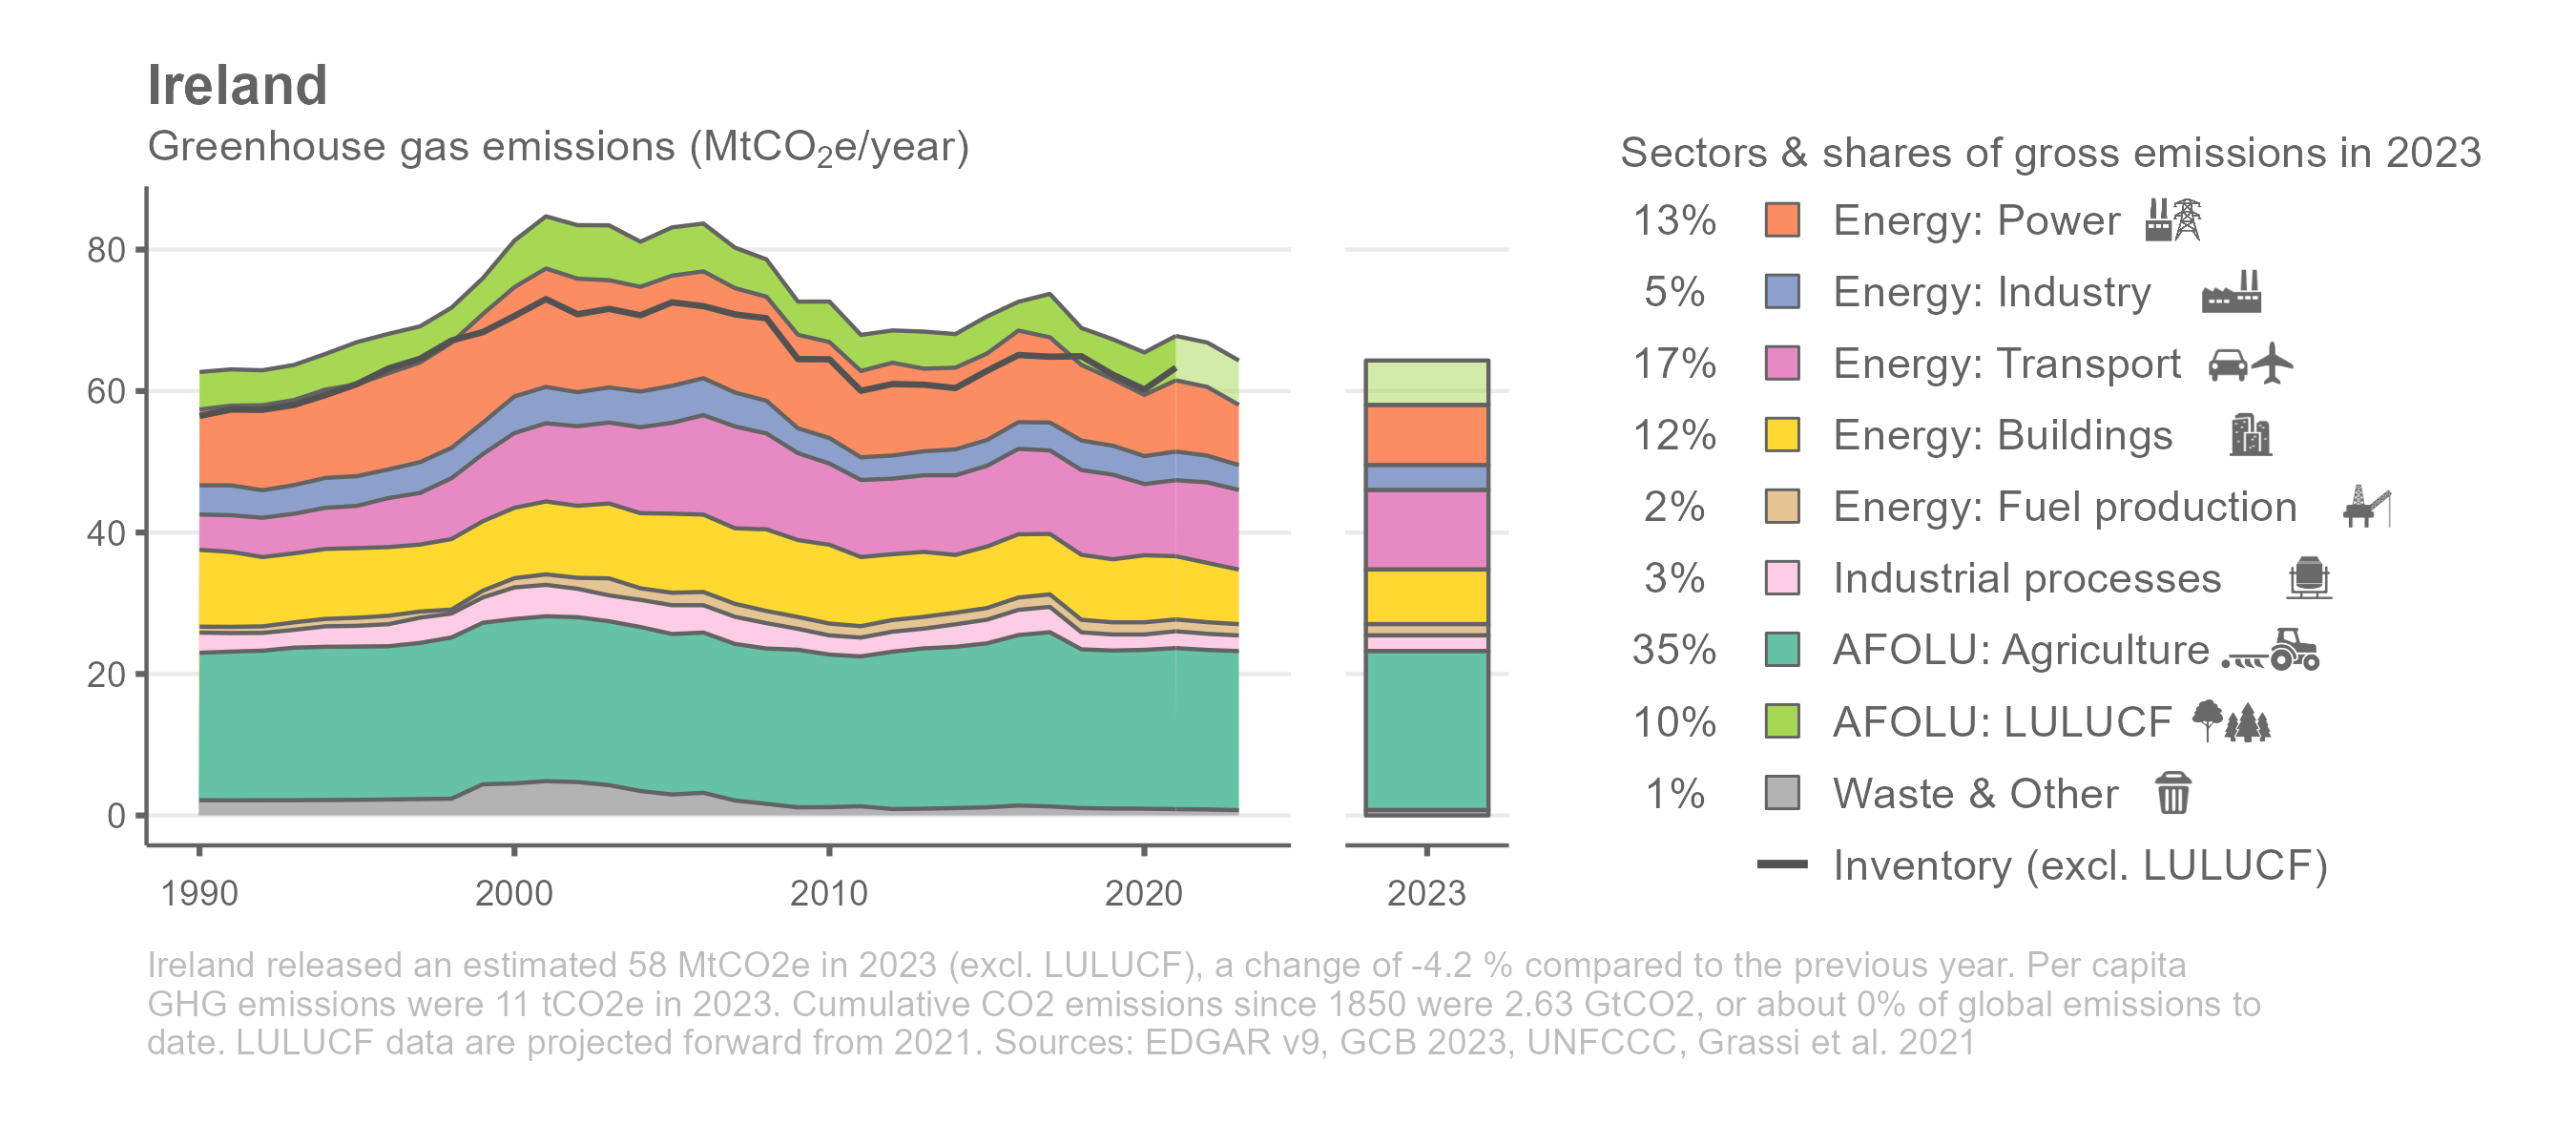 Ireland
Greenhouse gas emissions (MtCO₂e/year)
80
60
40
20
0
1990
2000
2010
2020
2023
Sectors & shares of gross emissions in 2023
13% Energy: Power
5% Energy: Industry
17% Energy: Transport
12% Energy: Buildings
2% Energy: Fuel production
3% Industrial processes
35% AFOLU: Agriculture
10% AFOLU: LULUCF
1% Waste & Other
Inventory (excl. LULUCF)
Ireland released an estimated 58 MtCO2e in 2023 (excl. LULUCF), a change of -4.2 % compared to the previous year. Per capita
GHG emissions were 11 tCO2e in 2023. Cumulative CO2 emissions since 1850 were 2.63 GtCO2, or about 0% of global emissions to
date. LULUCF data are projected forward from 2021. Sources: EDGAR v9, GCB 2023, UNFCCC, Grassi et al. 2021